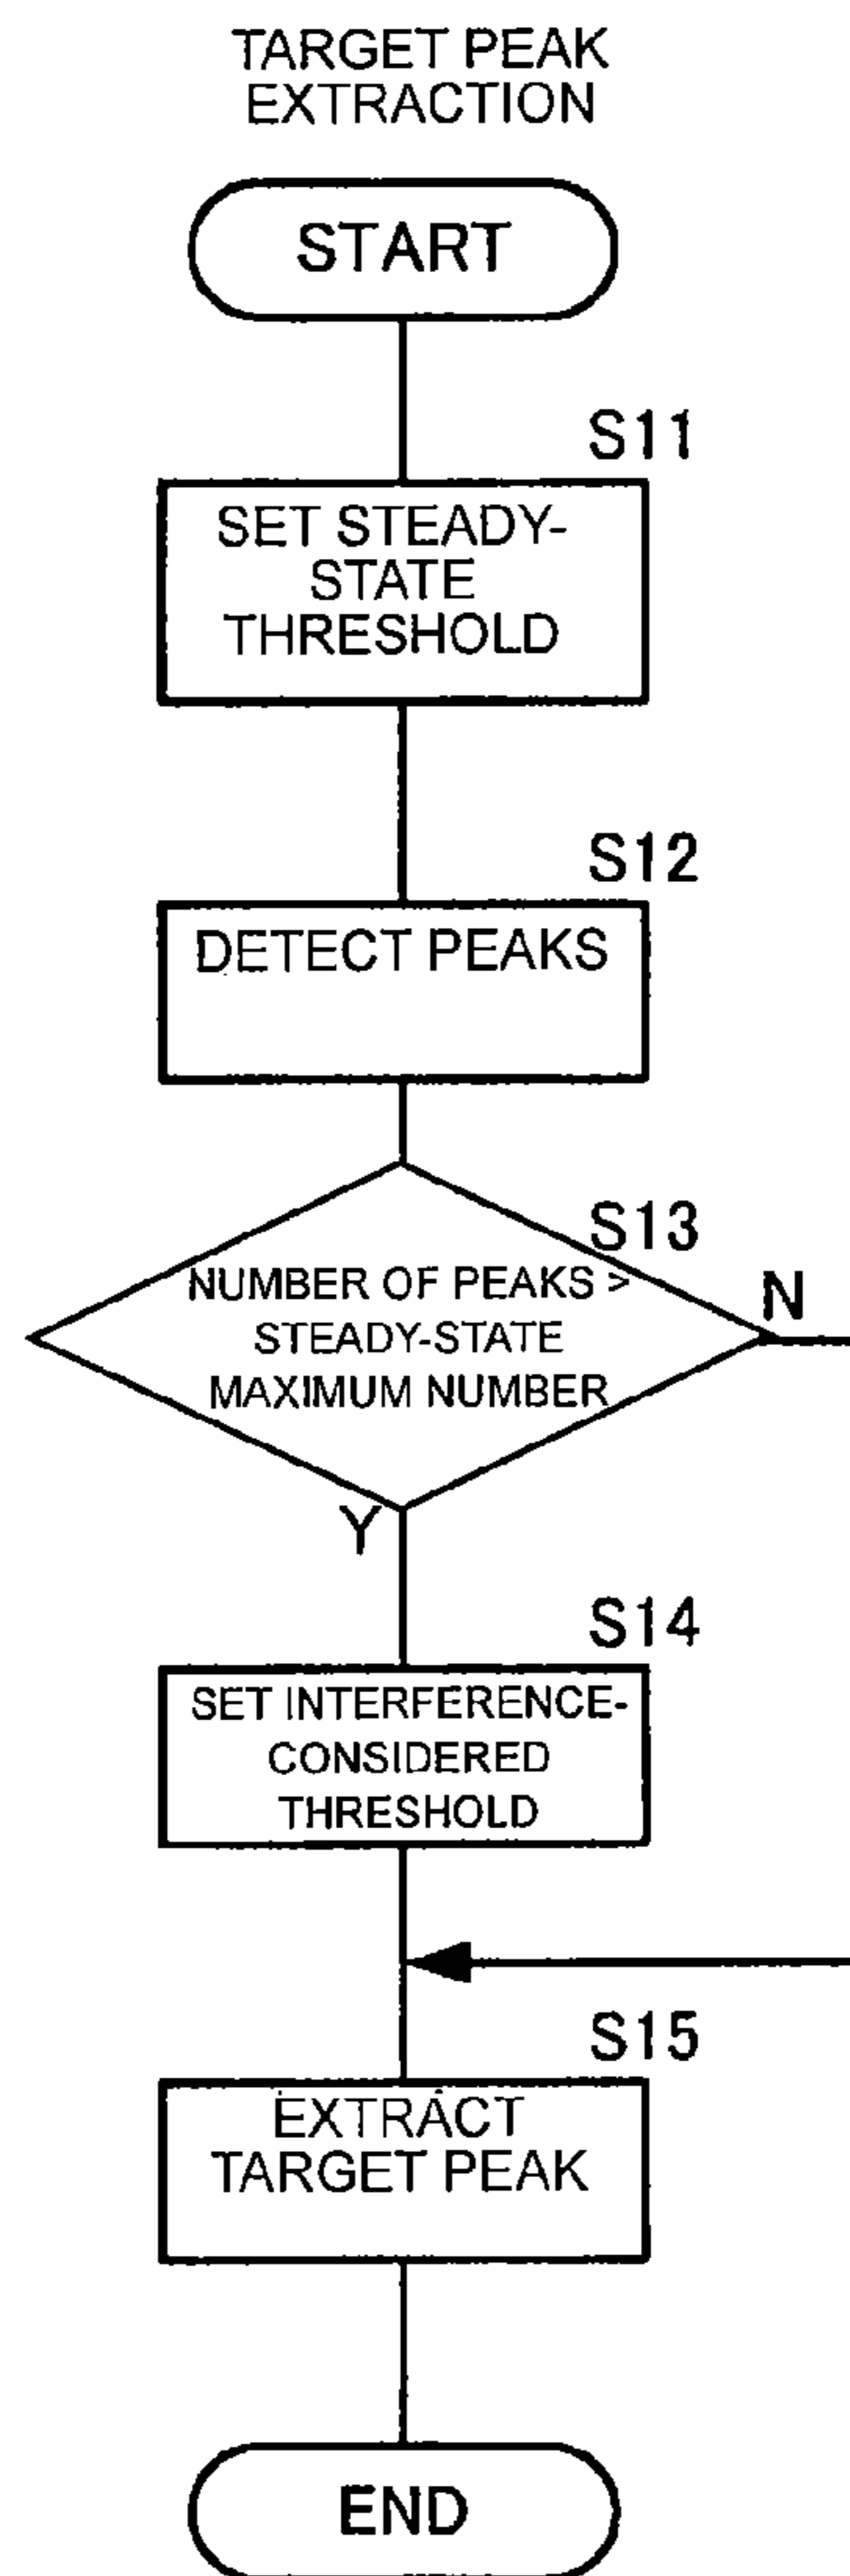 TARGET PEAK
EXTRACTION
START
S11
SET STEADY-
STATE
THRESHOLD
S12
DETECT PEAKS
S13
NUMBER OF PEAKS >
STEADY-STATE
MAXIMUM NUMBER
N
Y
S14
SET INTERFERENCE-
CONSIDERED
THRESHOLD
S15
EXTRACT
TARGET PEAK
END